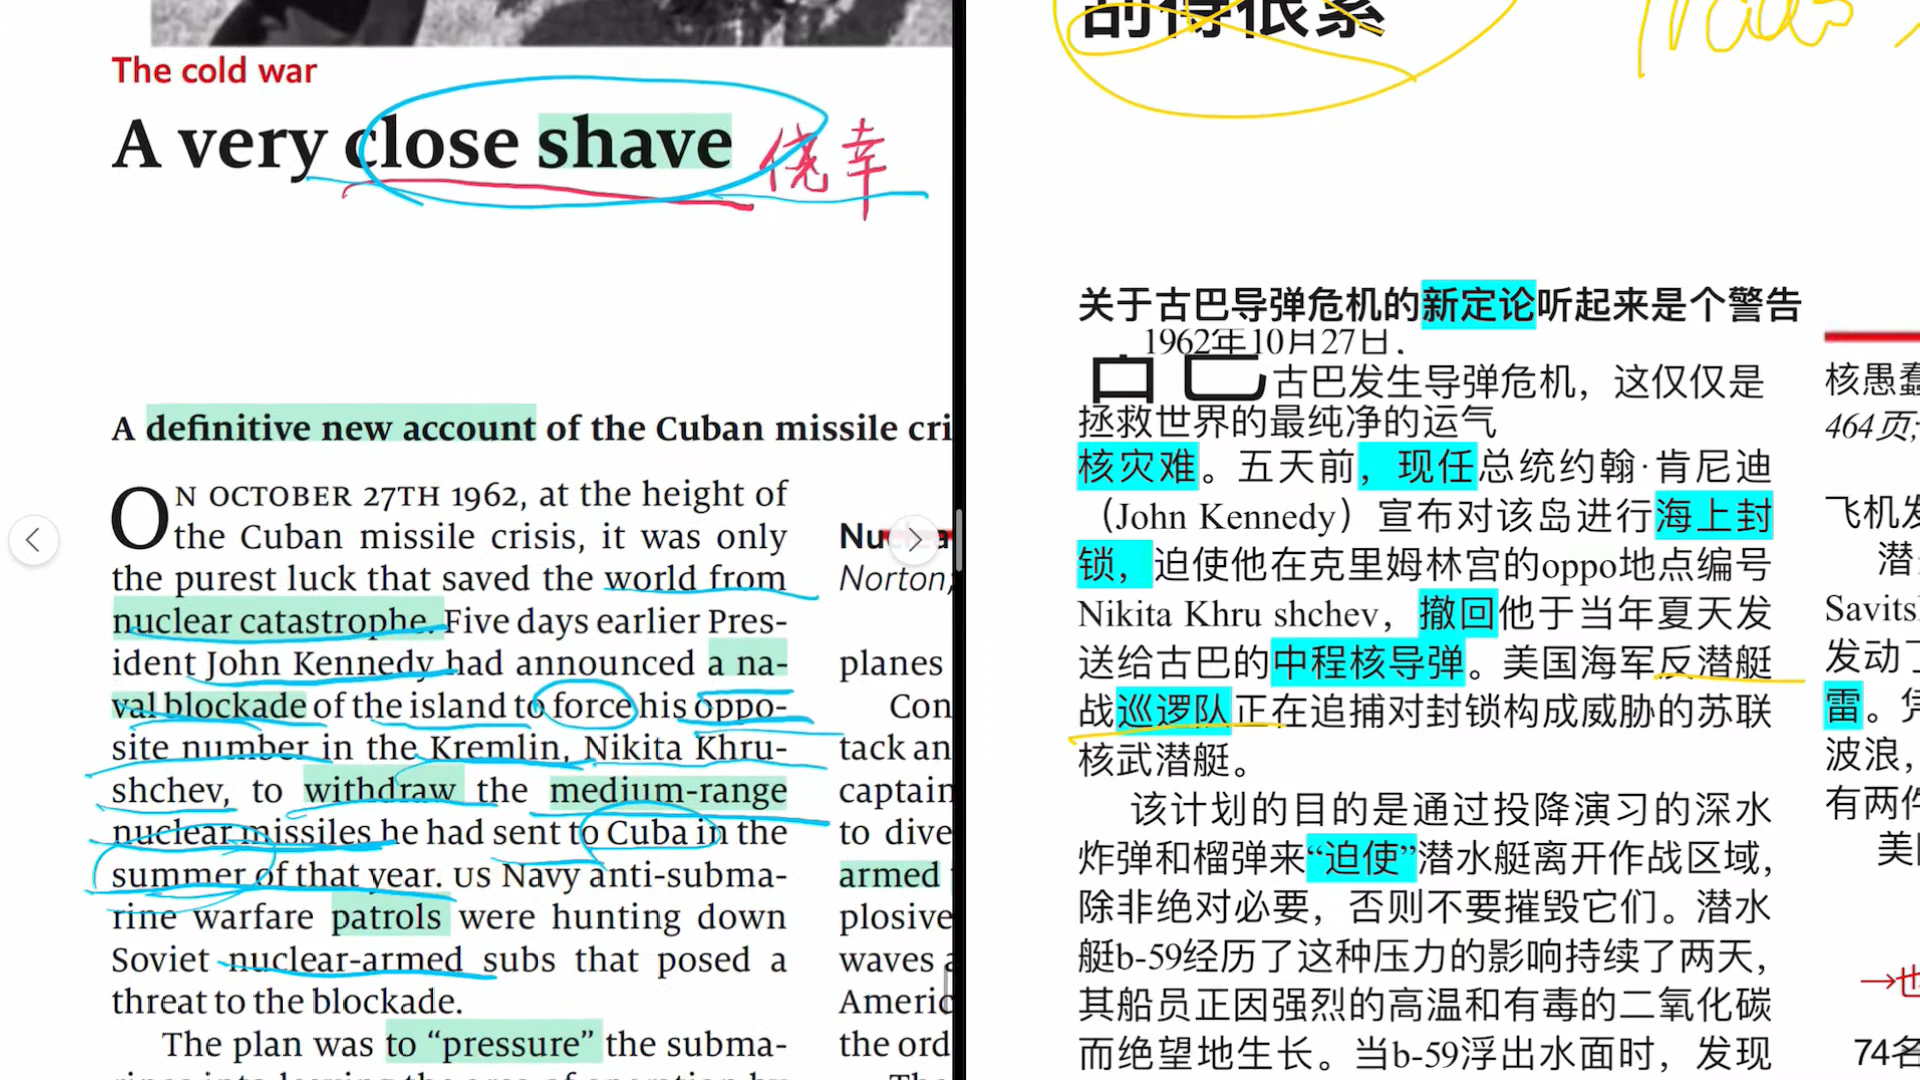 The cold war
A very close shave
侥幸
A definitive new account of the Cuban missile cri
ON OCTOBER 27TH 1962, at the height of
the Cuban missile crisis, it was only
the purest luck that saved the world from
nuclear catastrophe. Five days earlier Pres-
ident John Kennedy had announced a na-
val blockade of the island to force his oppo-
site number in the Kremlin, Nikita Khru-
shchev, to withdraw the medium-range
nuclear missiles he had sent to Cuba in the
summer of that year. US Navy anti-subma-
rine warfare patrols were hunting down
Soviet nuclear-armed subs that posed a
threat to the blockade.
The plan was to “pressure” the subma-
Norton,
planes
Con
tack an
captain
to dive
armed
plosive
waves a
Americ
the ord
刮得很紧
关于古巴导弹危机的新定论听起来是个警告
1962年10月27日，
古巴发生导弹危机，这仅仅是
拯救世界的最纯净的运气
核灾难。五天前，现任总统约翰·肯尼迪
（John Kennedy）宣布对该岛进行海上封
锁，迫使他在克里姆林宫的oppo地点编号
Nikita Khru shchev，撤回他于当年夏天发
送给古巴的中程核导弹。美国海军反潜艇
战巡逻队正在追捕对封锁构成威胁的苏联
核武潜艇。
该计划的目的是通过投降演习的深水
炸弹和榴弹来“迫使”潜水艇离开作战区域，
除非绝对必要，否则不要摧毁它们。潜水
艇b-59经历了这种压力的影响持续了两天，
其船员正因强烈的高温和有毒的二氧化碳
而绝望地生长。当b-59浮出水面时，发现
核愚蠢
464页;
飞机发
潜
Savits
发动了
雷。凭
波浪，
有两件
美国
→也
74名